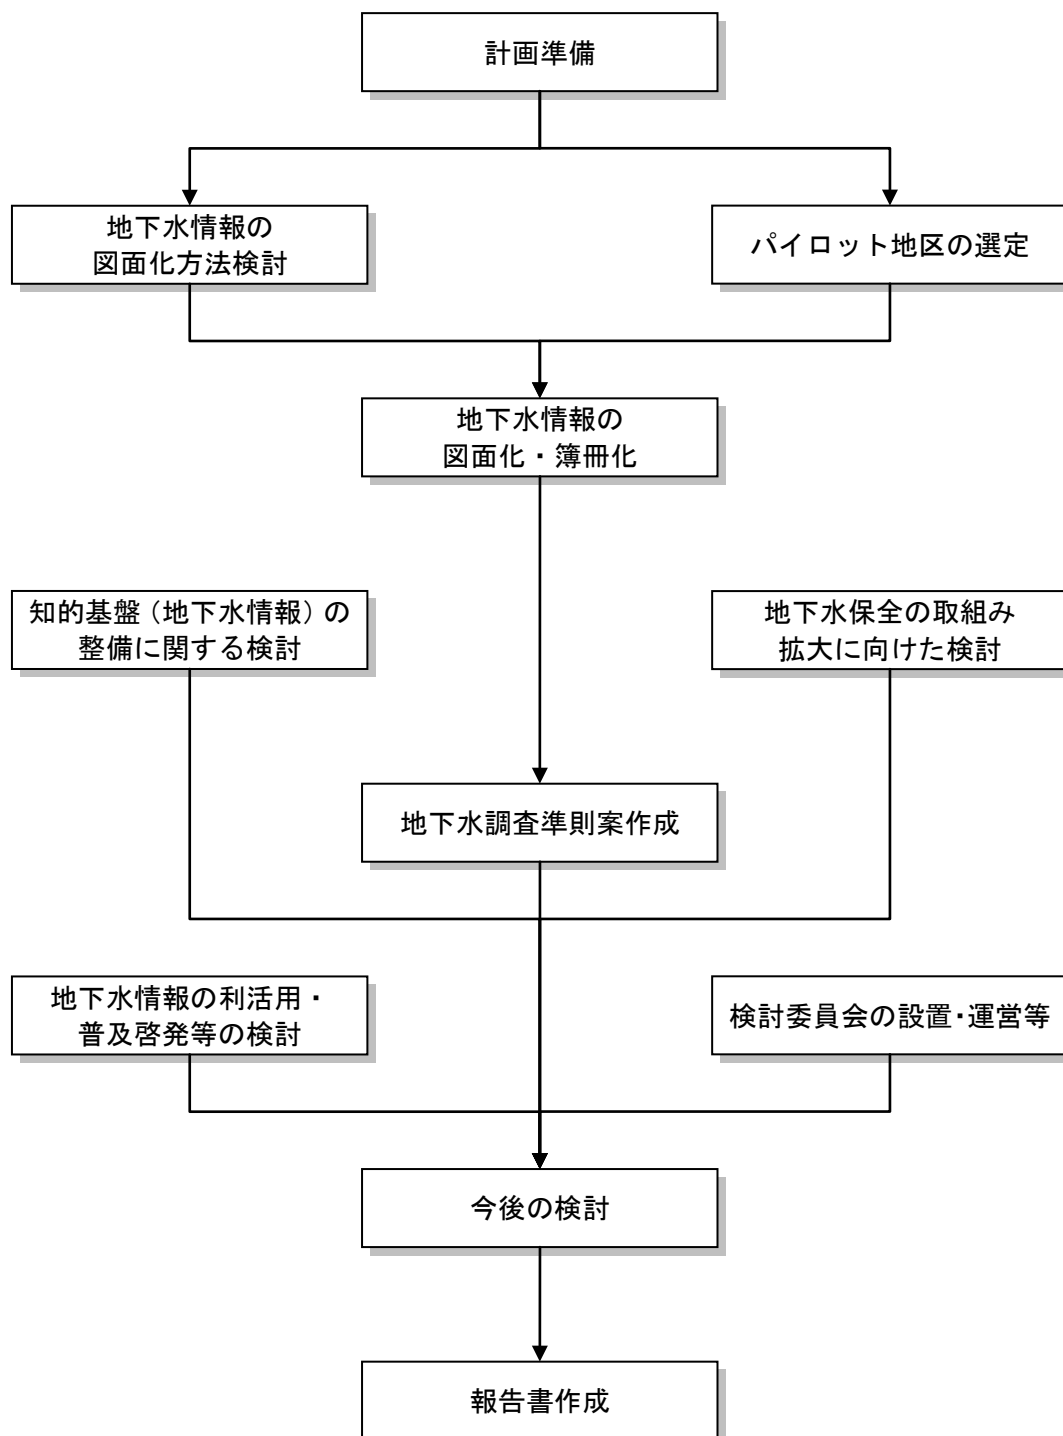 計画準備
地下水情報の
図面化方法検討
パイロット地区の選定
地下水情報の
図面化・簿冊化
知的基盤（地下水情報）の
整備に関する検討
地下水保全の取組み
拡大に向けた検討
地下水調査準則案作成
地下水情報の利活用・
普及啓発等の検討
検討委員会の設置・運営等
今後の検討
報告書作成